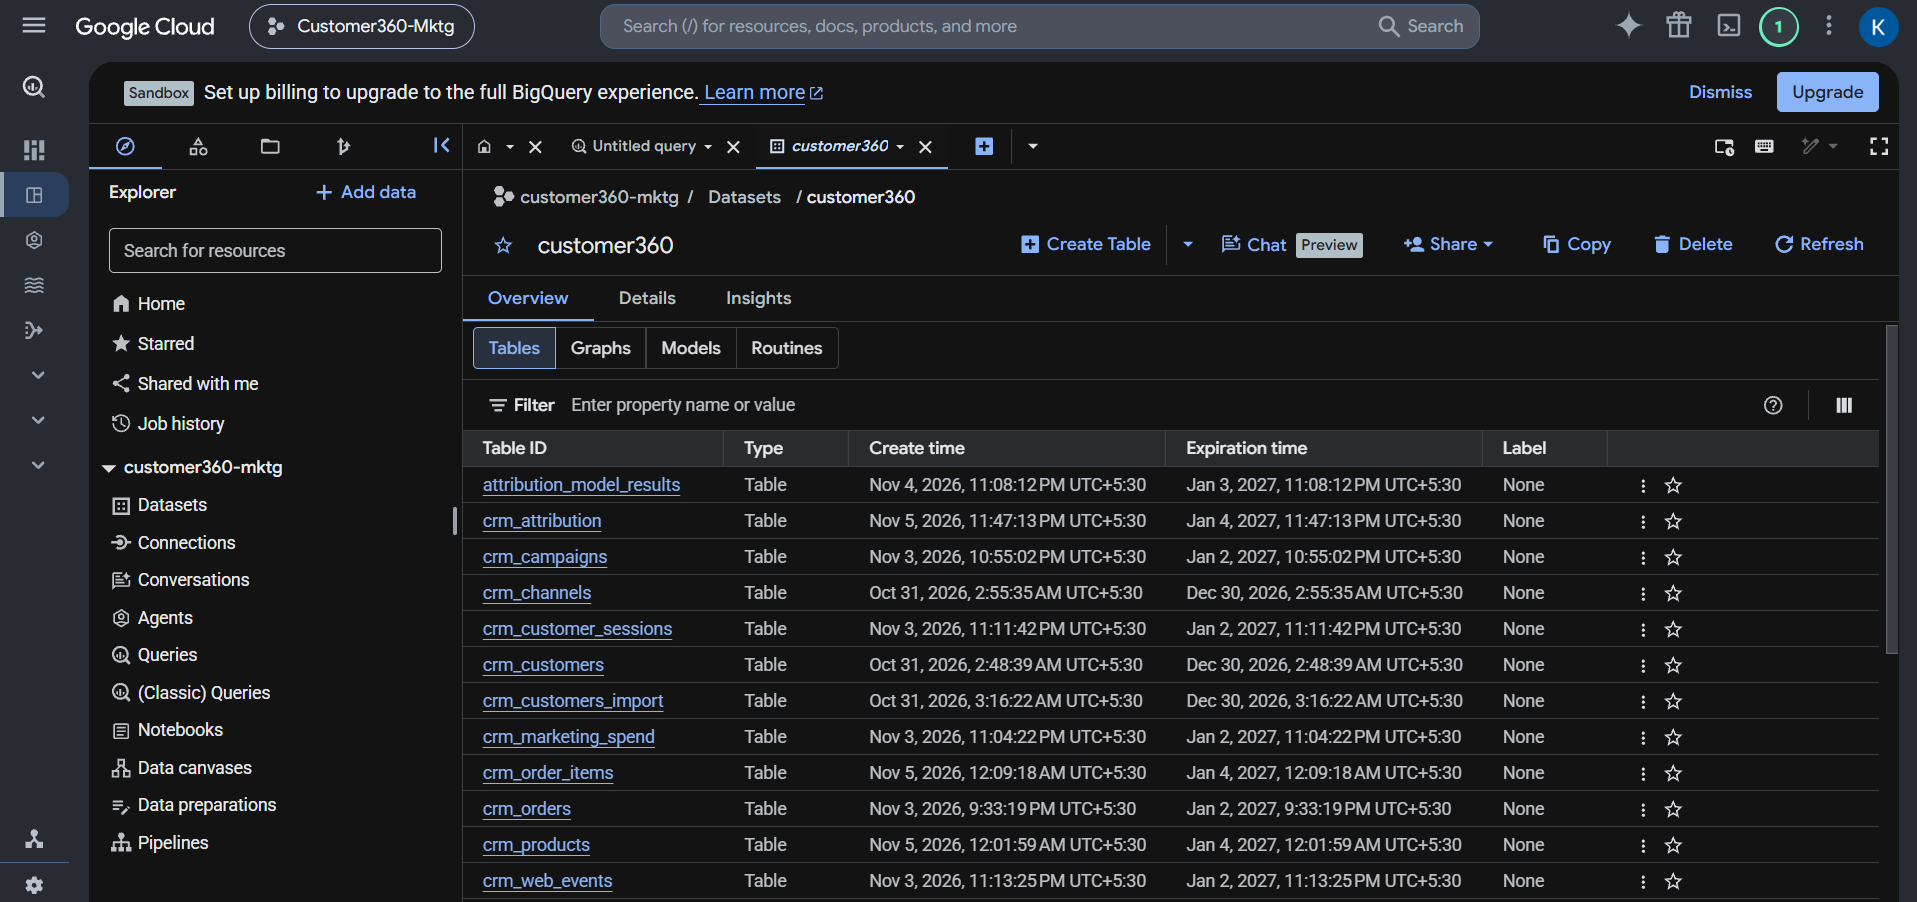 Google Cloud
Customer360-Mktg
Search (/) for resources, docs, products, and more
Search
1
K
Sandbox Set up billing to upgrade to the full BigQuery experience. Learn more
Dismiss
Upgrade
Untitled query
customer360
Explorer
Add data
Search for resources
Home
Starred
Shared with me
Job history
customer360-mktg
Datasets
Connections
Conversations
Agents
Queries
(Classic) Queries
Notebooks
Data canvases
Data preparations
Pipelines
customer360-mktg / Datasets / customer360
customer360
Create Table
Chat Preview
Share
Copy
Delete
Refresh
Overview Details Insights
Tables Graphs Models Routines
Filter Enter property name or value
Table ID Type Create time Expiration time Label
attribution_model_results Table Nov 4, 2026, 11:08:12 PM UTC+5:30 Jan 3, 2027, 11:08:12 PM UTC+5:30 None
crm_attribution Table Nov 5, 2026, 11:47:13 PM UTC+5:30 Jan 4, 2027, 11:47:13 PM UTC+5:30 None
crm_campaigns Table Nov 3, 2026, 10:55:02 PM UTC+5:30 Jan 2, 2027, 10:55:02 PM UTC+5:30 None
crm_channels Table Oct 31, 2026, 2:55:35 AM UTC+5:30 Dec 30, 2026, 2:55:35 AM UTC+5:30 None
crm_customer_sessions Table Nov 3, 2026, 11:11:42 PM UTC+5:30 Jan 2, 2027, 11:11:42 PM UTC+5:30 None
crm_customers Table Oct 31, 2026, 2:48:39 AM UTC+5:30 Dec 30, 2026, 2:48:39 AM UTC+5:30 None
crm_customers_import Table Oct 31, 2026, 3:16:22 AM UTC+5:30 Dec 30, 2026, 3:16:22 AM UTC+5:30 None
crm_marketing_spend Table Nov 3, 2026, 11:04:22 PM UTC+5:30 Jan 2, 2027, 11:04:22 PM UTC+5:30 None
crm_order_items Table Nov 5, 2026, 12:09:18 AM UTC+5:30 Jan 4, 2027, 12:09:18 AM UTC+5:30 None
crm_orders Table Nov 3, 2026, 9:33:19 PM UTC+5:30 Jan 2, 2027, 9:33:19 PM UTC+5:30 None
crm_products Table Nov 5, 2026, 12:01:59 AM UTC+5:30 Jan 4, 2027, 12:01:59 AM UTC+5:30 None
crm_web_events Table Nov 3, 2026, 11:13:25 PM UTC+5:30 Jan 2, 2027, 11:13:25 PM UTC+5:30 None